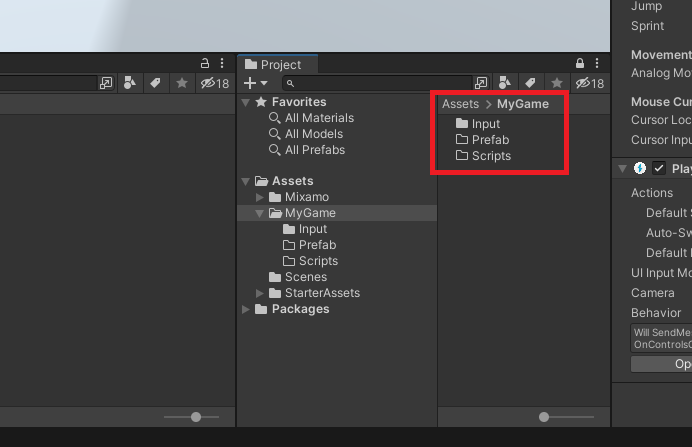 Jump
Sprint
Movement
Analog Mo
Mouse Cur
Cursor Loc
Cursor Inpu
18
Project
18
Favorites
All Materials
All Models
All Prefabs
Assets
Mixamo
MyGame
Input
Prefab
Scripts
Scenes
StarterAssets
Packages
Assets > MyGame
Input
Prefab
Scripts
Play
Actions
Default S
Auto-Sw
Default
UI Input Mo
Camera
Behavior
Will SendMe
OnControlsC
Op